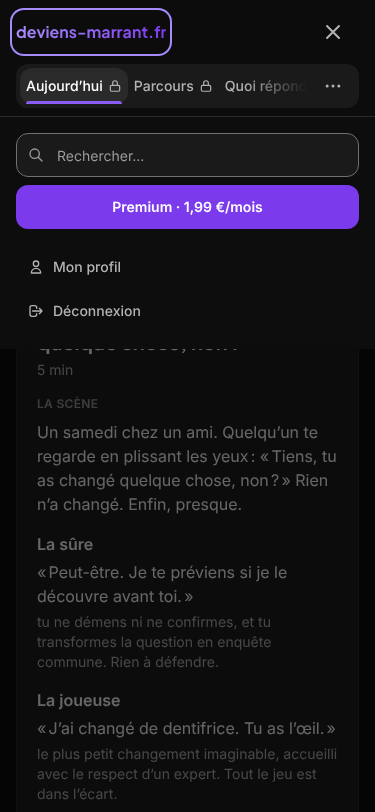 deviens-marrant.fr
Aujourd’hui Parcours Quoi répond
Rechercher...
Premium · 1,99 €/mois
Mon profil
Déconnexion
quelque chose, non ?
5 min
LA SCÈNE
Un samedi chez un ami. Quelqu’un te
regarde en plissant les yeux : « Tiens, tu
as changé quelque chose, non ? » Rien
n’a changé. Enfin, presque.
La sûre
« Peut-être. Je te préviens si je le
découvre avant toi. »
tu ne démens ni ne confirmes, et tu
transformes la question en enquête
commune. Rien à défendre.
La joueuse
« J’ai changé de dentifrice. Tu as l’œil. »
le plus petit changement imaginable, accueilli
avec le respect d’un expert. Tout le jeu est
dans l’écart.